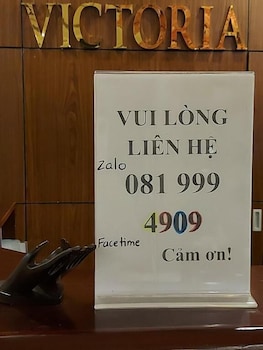 VICTORIA
VUI LÒNG
LIÊN HỆ
Zalo
081 999
4909
Facetime
Cảm ơn!